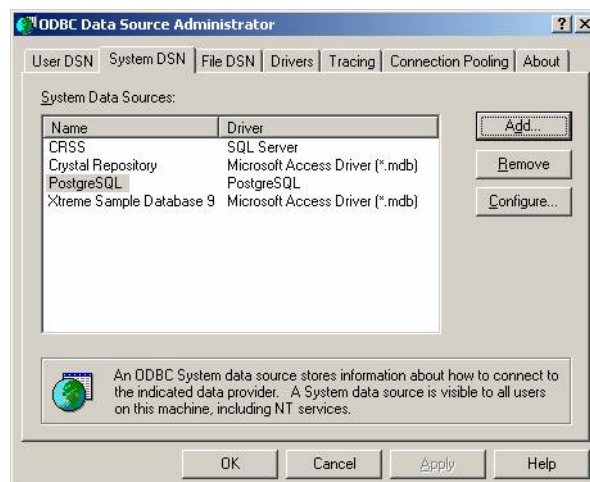 ODBC Data Source Administrator
User DSN System DSN File DSN Drivers Tracing Connection Pooling About
System Data Sources:
Name Driver
CRSS SQL Server
Crystal Repository Microsoft Access Driver (*.mdb)
PostgreSQL PostgreSQL
Xtreme Sample Database 9 Microsoft Access Driver (*.mdb)
Add...
Remove
Configure...
An ODBC System data source stores information about how to connect to
the indicated data provider. A System data source is visible to all users
on this machine, including NT services.
OK Cancel Apply Help